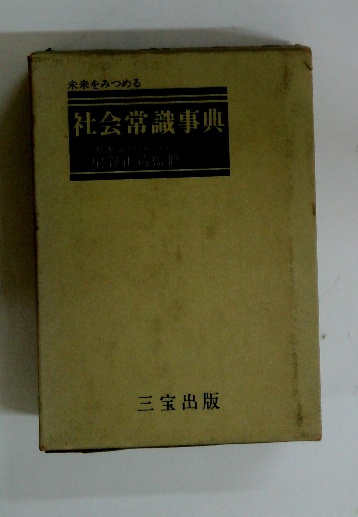 未来をみつめる
社会常識事典
三宝出版